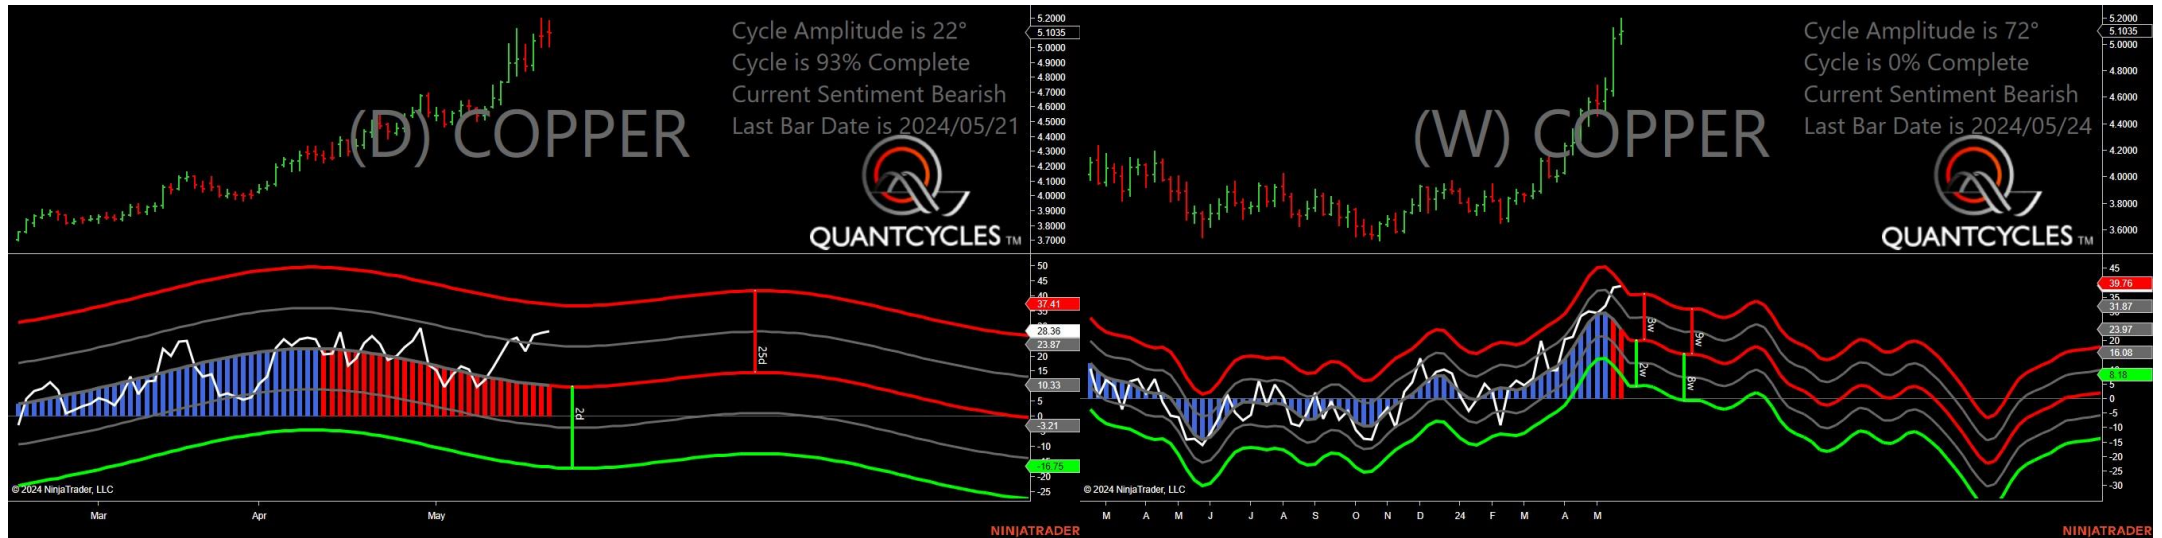 Cycle Amplitude is 22°
Cycle is 93% Complete
Current Sentiment Bearish
Last Bar Date is 2024/05/21
(D) COPPER
QUANTCYCLES TM
5.2000
5.1035
5.0000
4.9000
4.8000
4.7000
4.6000
4.5000
4.4000
4.3000
4.2000
4.1000
4.0000
3.9000
3.8000
3.7000
50
45
40
37.41
35
28.36
23.87
20
15
10.33
5
0
-3.21
-10
-16.75
-20
-25
25d
2d
© 2024 NinjaTrader, LLC
Mar
Apr
May
NINJATRADER
Cycle Amplitude is 72°
Cycle is 0% Complete
Current Sentiment Bearish
Last Bar Date is 2024/05/24
(W) COPPER
QUANTCYCLES TM
5.2000
5.1035
5.0000
4.8000
4.6000
4.4000
4.2000
4.0000
3.8000
3.6000
45
39.76
35
31.87
23.97
20
16.08
8.18
5
0
-5
-10
-15
-20
-25
-30
3w
9w
2w
8w
© 2024 NinjaTrader, LLC
M A M J J A S O N D 24 F M A M
NINJATRADER